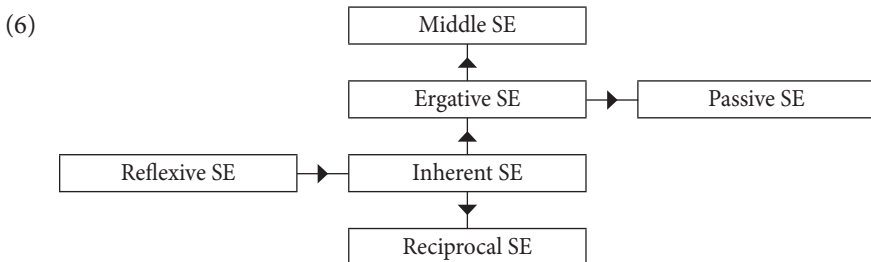 (6)
Middle SE
Ergative SE Passive SE
Reflexive SE Inherent SE
Reciprocal SE